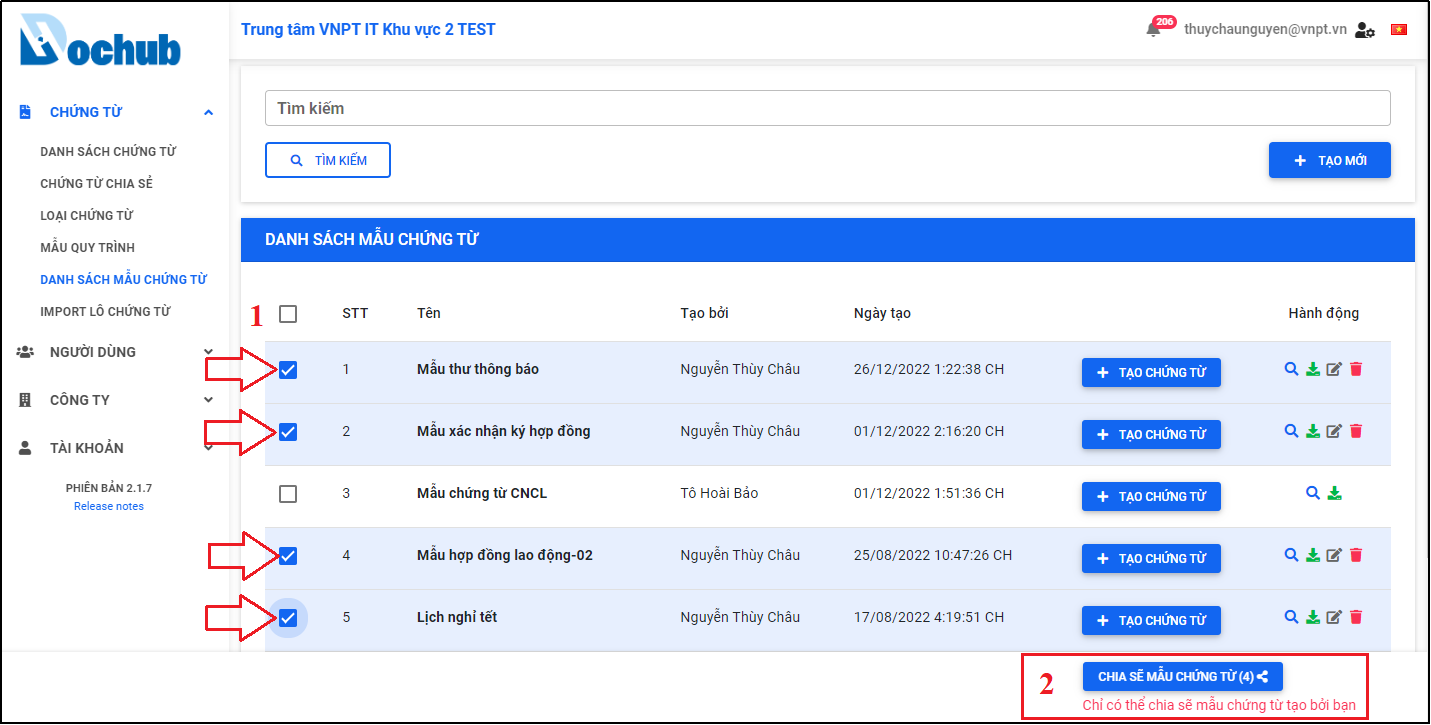 Dochub
Trung tâm VNPT IT Khu vực 2 TEST
206
thuychaunguyen@vnpt.vn
CHỨNG TỪ
DANH SÁCH CHỨNG TỪ
CHỨNG TỪ CHIA SẺ
LOẠI CHỨNG TỪ
MẪU QUY TRÌNH
DANH SÁCH MẪU CHỨNG TỪ
IMPORT LÔ CHỨNG TỪ
NGƯỜI DÙNG
CÔNG TY
TÀI KHOẢN
PHIÊN BẢN 2.1.7
Release notes
Tìm kiếm
TÌM KIẾM
TẠO MỚI
DANH SÁCH MẪU CHỨNG TỪ
1
STT Tên Tạo bởi Ngày tạo Hành động
1 Mẫu thư thông báo Nguyễn Thùy Châu 26/12/2022 1:22:38 CH TẠO CHỨNG TỪ
2 Mẫu xác nhận ký hợp đồng Nguyễn Thùy Châu 01/12/2022 2:16:20 CH TẠO CHỨNG TỪ
3 Mẫu chứng từ CNCL Tô Hoài Bảo 01/12/2022 1:51:36 CH TẠO CHỨNG TỪ
4 Mẫu hợp đồng lao động-02 Nguyễn Thùy Châu 25/08/2022 10:47:26 CH TẠO CHỨNG TỪ
5 Lịch nghỉ tết Nguyễn Thùy Châu 17/08/2022 4:19:51 CH TẠO CHỨNG TỪ
2
CHIA SẼ MẪU CHỨNG TỪ (4)
Chỉ có thể chia sẽ mẫu chứng từ tạo bởi bạn